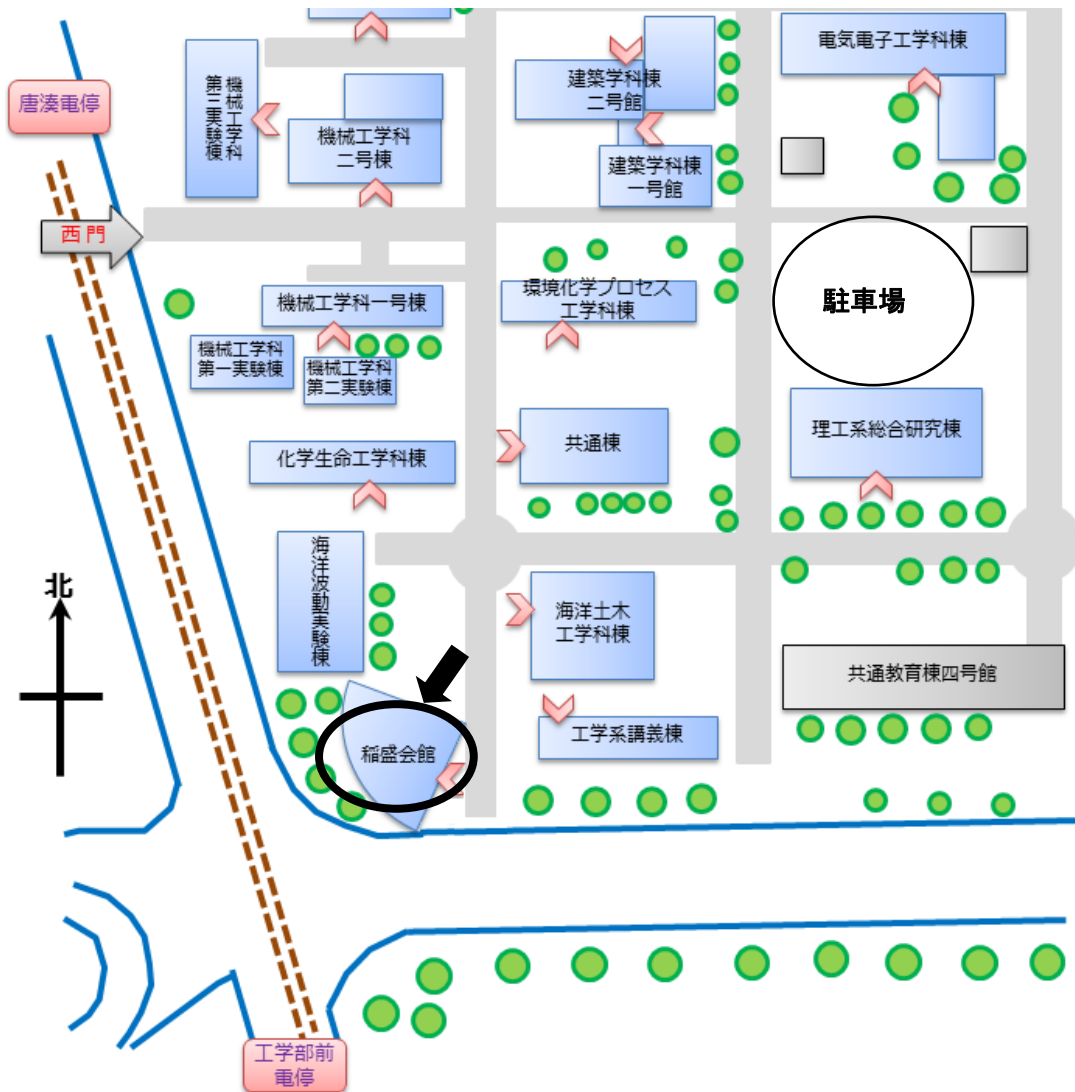 電気電子工学科棟
唐湊電停
機械工学科
第三実験棟
建築学科棟
二号館
機械工学科
二号棟
建築学科棟
一号館
西門
環境化学プロセス
工学科棟
駐車場
機械工学科一号棟
機械工学科
第一実験棟
機械工学科
第二実験棟
共通棟
理工系総合研究棟
化学生命工学科棟
海洋波動実験棟
北
海洋土木
工学科棟
共通教育棟四号館
工学系講義棟
稲盛会館
工学部前
電停